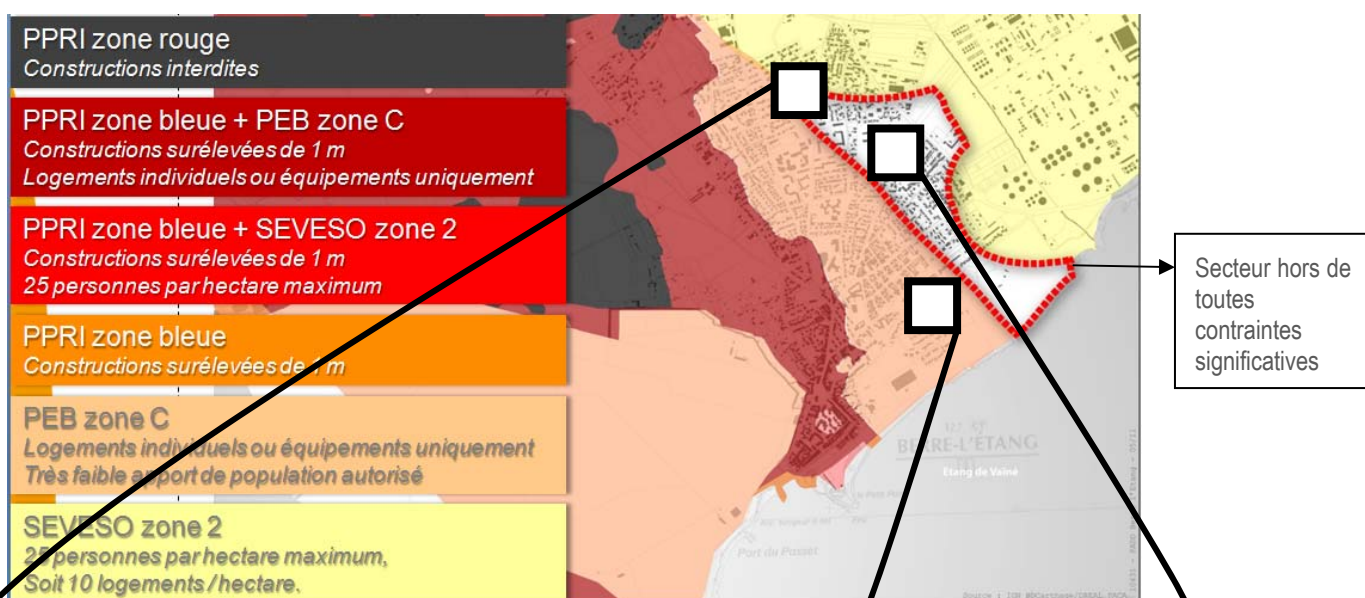 PPRI zone rouge
Constructions interdites
PPRI zone bleue + PEB zone C
Constructions surélevées de 1 m
Logements individuels ou équipements uniquement
PPRI zone bleue + SEVESO zone 2
Constructions surélevées de 1 m
25 personnes par hectare maximum
PPRI zone bleue
Constructions surélevées de 1 m
PEB zone C
Logements individuels ou équipements uniquement
Très faible apport de population autorisé
SEVESO zone 2
25 personnes par hectare maximum,
Soit 10 logements / hectare.
Secteur hors de
toutes
contraintes
significatives
BERRE-L'ÉTANG
Etang de Vaïné
Port du Passet